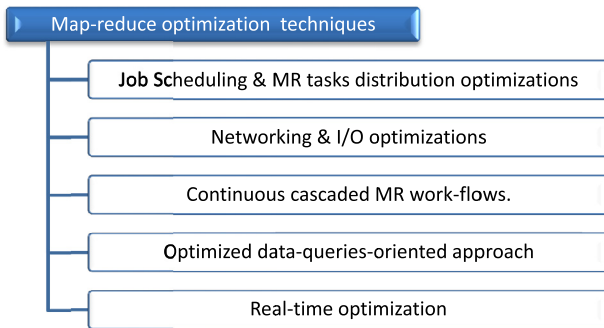 Map-reduce optimization techniques
Job Scheduling & MR tasks distribution optimizations
Networking & I/O optimizations
Continuous cascaded MR work-flows.
Optimized data-queries-oriented approach
Real-time optimization